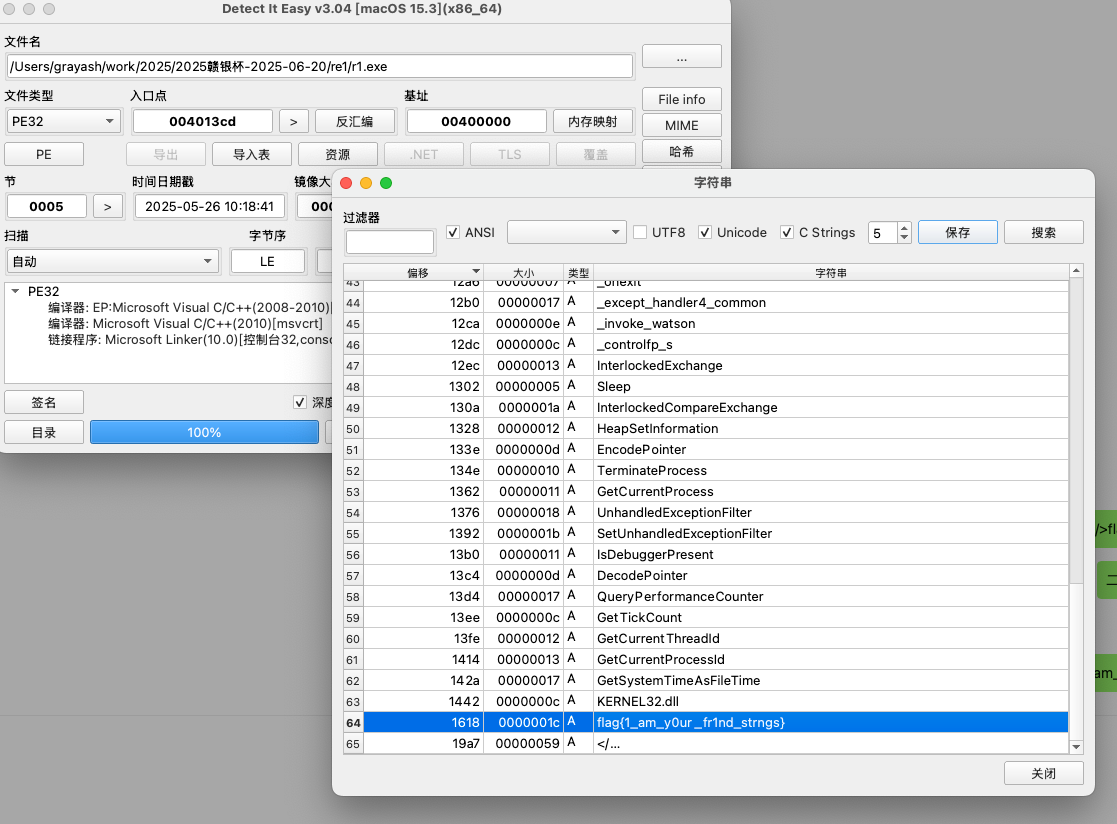 Detect It Easy v3.04 [macOS 15.3](x86_64)
文件名
/Users/grayash/work/2025/2025赣银杯-2025-06-20/re1/r1.exe
...
文件类型 入口点 基址
PE32 004013cd > 反汇编 00400000 内存映射
File info
MIME
PE 导出 导入表 资源 .NET TLS 覆盖 哈希
节 时间日期戳 镜像大
0005 > 2025-05-26 10:18:41
扫描 字节序
自动 LE
PE32
编译器: EP:Microsoft Visual C/C++(2008-2010)
编译器: Microsoft Visual C/C++(2010)[msvcrt]
链接程序: Microsoft Linker(10.0)[控制台32,conso
签名 深度
目录 100%
字符串
过滤器
ANSI UTF8 Unicode C Strings 5 保存 搜索
偏移 大小 类型 字符串
43 12a6 00000007 A _onexit
44 12b0 00000017 A _except_handler4_common
45 12ca 0000000e A _invoke_watson
46 12dc 0000000c A _controlfp_s
47 12ec 00000013 A InterlockedExchange
48 1302 00000005 A Sleep
49 130a 0000001a A InterlockedCompareExchange
50 1328 00000012 A HeapSetInformation
51 133e 0000000d A EncodePointer
52 134e 00000010 A TerminateProcess
53 1362 00000011 A GetCurrentProcess
54 1376 00000018 A UnhandledExceptionFilter
55 1392 0000001b A SetUnhandledExceptionFilter
56 13b0 00000011 A IsDebuggerPresent
57 13c4 0000000d A DecodePointer
58 13d4 00000017 A QueryPerformanceCounter
59 13ee 0000000c A GetTickCount
60 13fe 00000012 A GetCurrentThreadId
61 1414 00000013 A GetCurrentProcessId
62 142a 00000017 A GetSystemTimeAsFileTime
63 1442 0000000c A KERNEL32.dll
64 1618 0000001c A flag{1_am_y0ur_fr1nd_strngs}
65 19a7 00000059 A </...
关闭
/>fl
二
am_